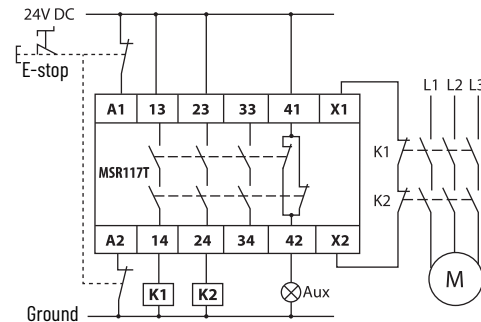 24V DC
E-stop
A1 13 23 33 41 X1
L1 L2 L3
MSR117T
K1
K2
A2 14 24 34 42 X2
K1 K2 Aux
M
Ground